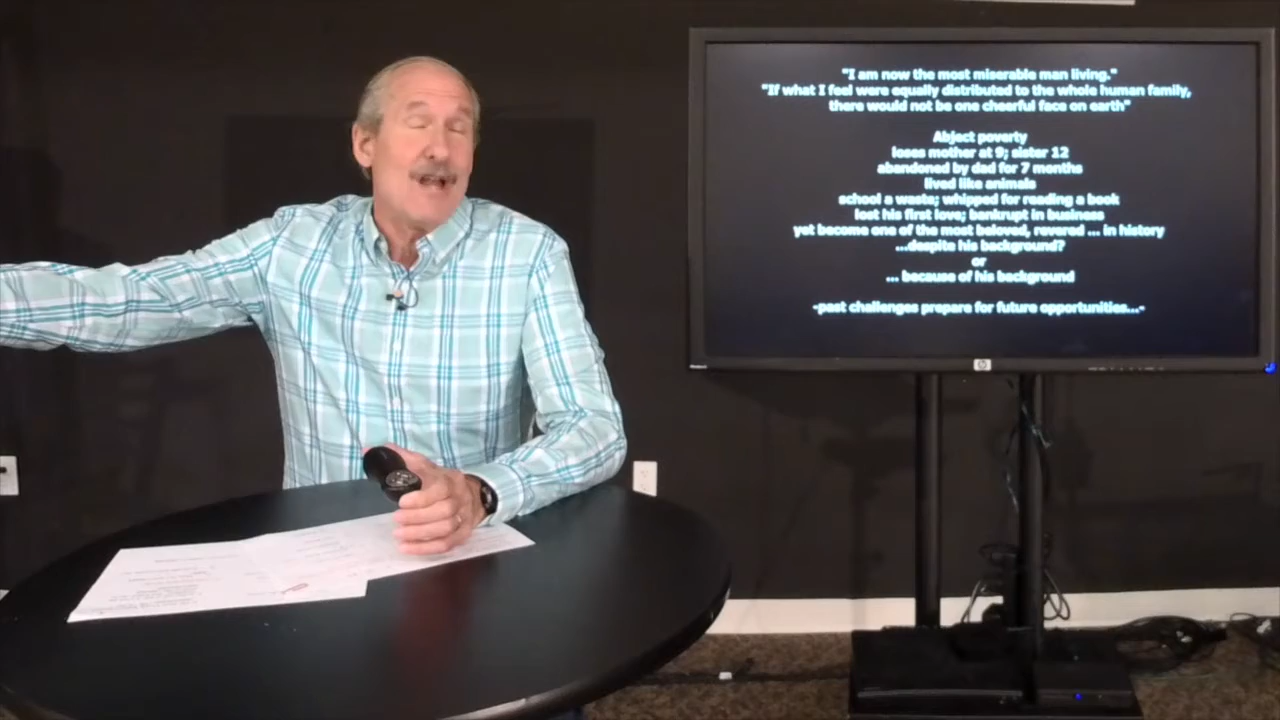 "I am now the most miserable man living."
"If what I feel were equally distributed to the whole human family,
there would not be one cheerful face on earth"
Abject poverty
loses mother at 9; sister 12
abandoned by dad for 7 months
lived like animals
school a waste; whipped for reading a book
lost his first love; bankrupt in business
yet become one of the most beloved, revered ... in history
...despite his background?
or
... because of his background
-past challenges prepare for future opportunities...-
hp